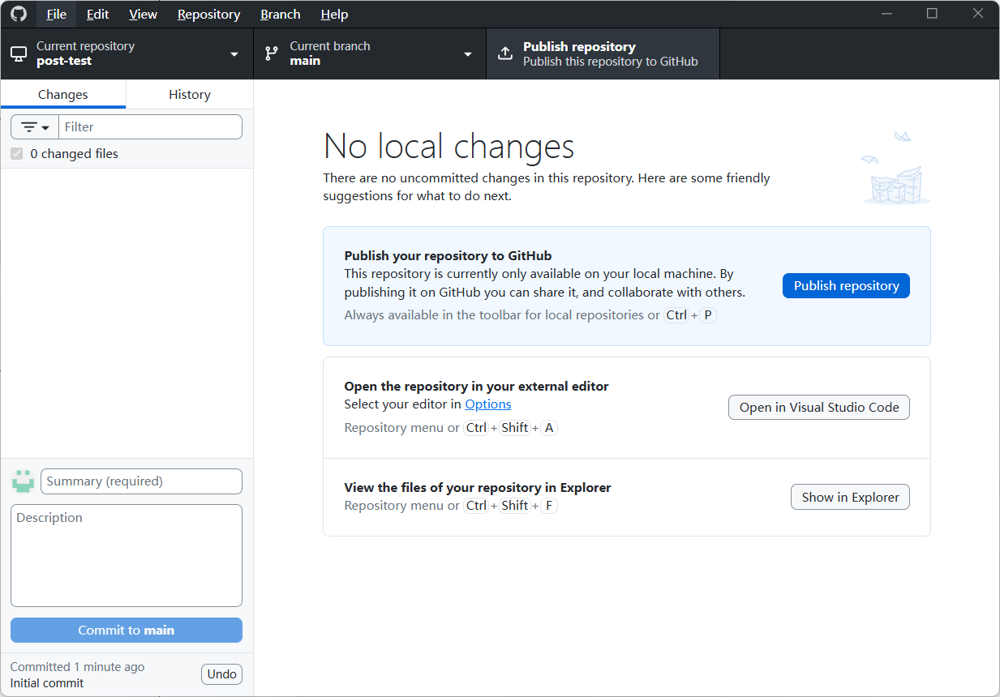 File Edit View Repository Branch Help
Current repository
post-test
Current branch
main
Publish repository
Publish this repository to GitHub
Changes
History
Filter
0 changed files
No local changes
There are no uncommitted changes in this repository. Here are some friendly
suggestions for what to do next.
Publish your repository to GitHub
This repository is currently only available on your local machine. By
publishing it on GitHub you can share it, and collaborate with others.
Always available in the toolbar for local repositories or Ctrl + P
Publish repository
Open the repository in your external editor
Select your editor in Options
Repository menu or Ctrl + Shift + A
Open in Visual Studio Code
View the files of your repository in Explorer
Repository menu or Ctrl + Shift + F
Show in Explorer
Summary (required)
Description
Commit to main
Committed 1 minute ago
Initial commit
Undo